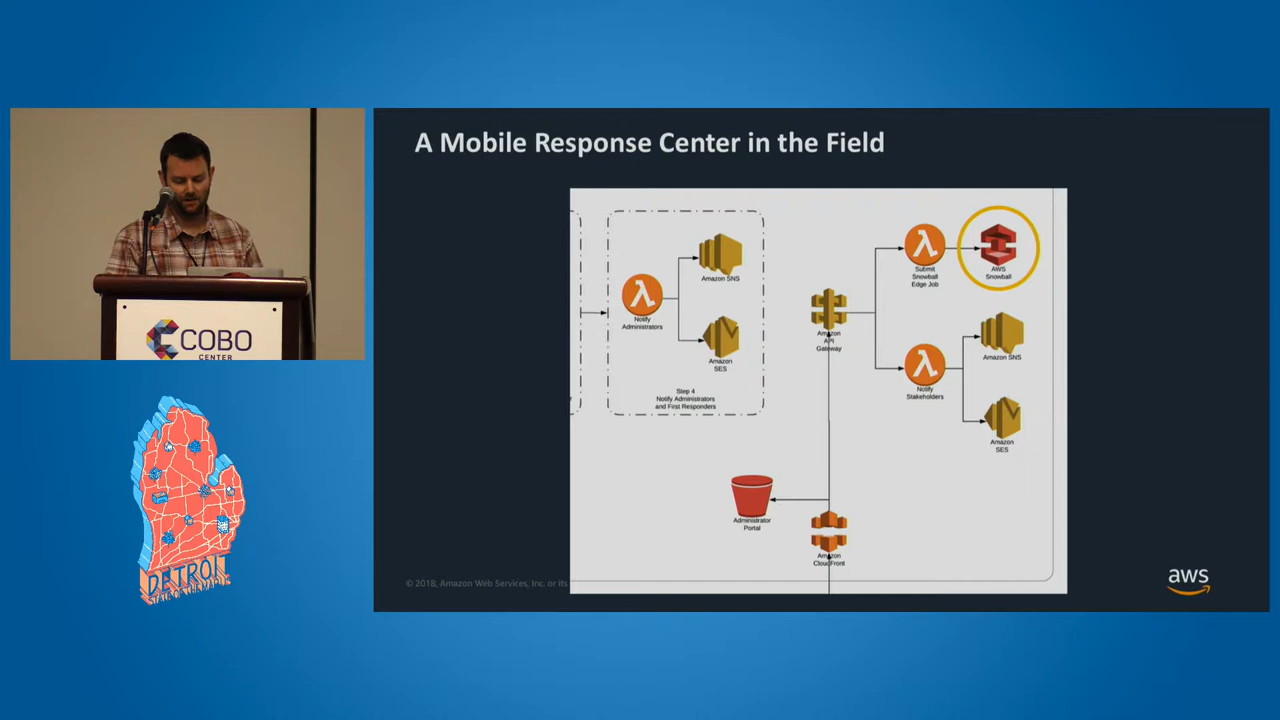 A Mobile Response Center in the Field
Amazon SNS
Notify
Administrators
Amazon
SES
Step 4
Notify Administrators
and First Responders
Amazon
API
Gateway
Submit
Snowball
Edge Job
AWS
Snowball
Notify
Stakeholders
Amazon SNS
Amazon
SES
Administrator
Portal
Amazon
CloudFront
© 2018, Amazon Web Services, Inc. or its
aws
COBO
CENTER
DETROIT